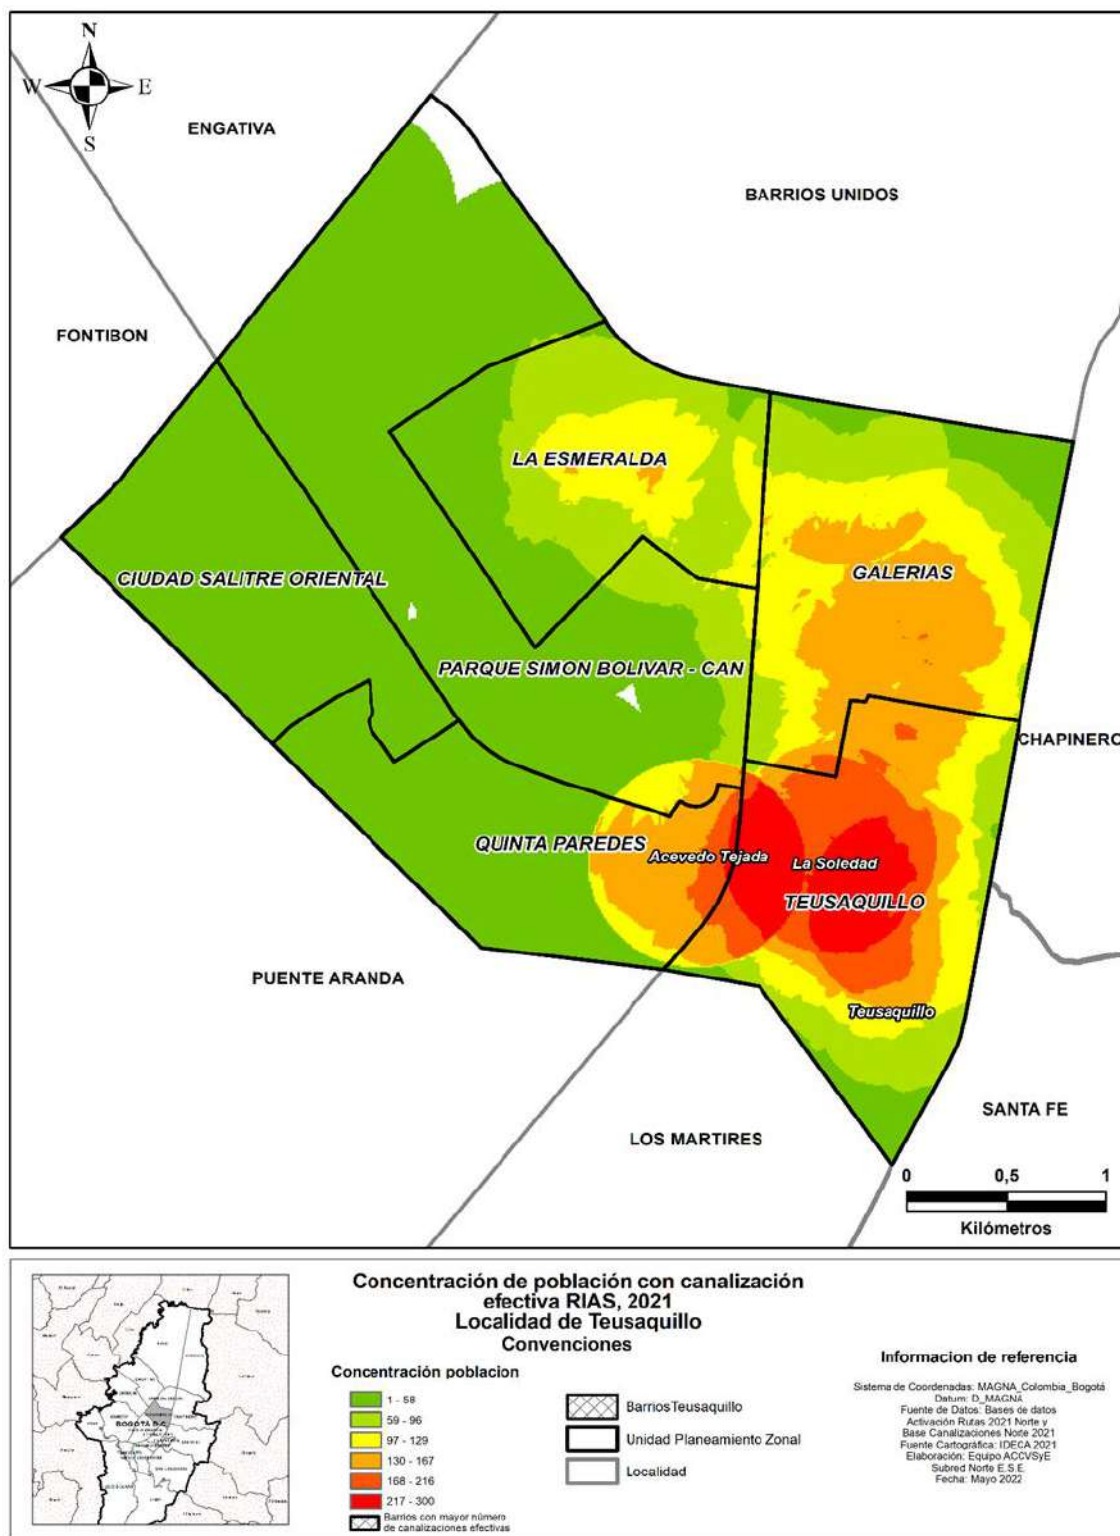 N
W E
S
ENGATIVA
BARRIOS UNIDOS
FONTIBON
LA ESMERALDA
CIUDAD SALITRE ORIENTAL
GALERIAS
PARQUE SIMON BOLIVAR - CAN
CHAPINERO
QUINTA PAREDES
Acevedo Tejada
La Soledad
TEUSAQUILLO
PUENTE ARANDA
Teusaquillo
SANTA FE
LOS MARTIRES
0 0,5 1
Kilómetros
Concentración de población con canalización
efectiva RIAS, 2021
Localidad de Teusaquillo
Convenciones
Concentración poblacion
1 - 58
59 - 96
97 - 129
130 - 167
168 - 216
217 - 300
Barrios con mayor número
de canalizaciones efectivas
Barrios Teusaquillo
Unidad Planeamiento Zonal
Localidad
Informacion de referencia
Sistema de Coordenadas: MAGNA_Colombia_Bogotá
Datum: D_MAGNA
Fuente de Datos: Bases de datos
Activación Rutas 2021 Norte y
Base Canalizaciones Norte 2021
Fuente Cartográfica: IDECA 2021
Elaboración: Equipo ACCVSyE
Subred Norte E.S.E.
Fecha: Mayo 2022
BOGOTÁ D.C.